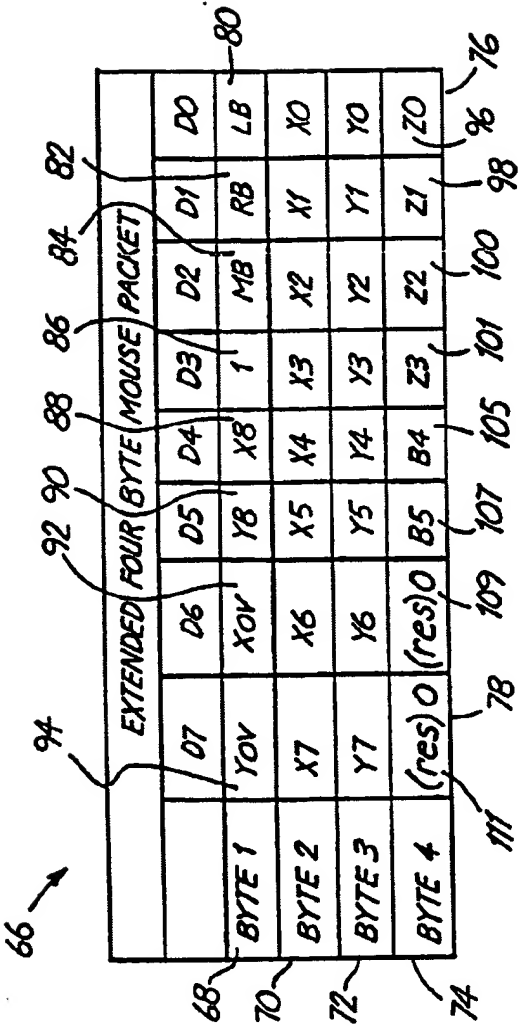 66
94 92 90 88 86 84 82
EXTENDED FOUR BYTE MOUSE PACKET
D7 D6 D5 D4 D3 D2 D1 D0
68 BYTE 1 YOV XOV Y8 X8 1 MB RB LB 80
70 BYTE 2 X7 X6 X5 X4 X3 X2 X1 X0
72 BYTE 3 Y7 Y6 Y5 Y4 Y3 Y2 Y1 Y0
74 BYTE 4 (res) 0 (res) 0 B5 B4 Z3 Z2 Z1 Z0
111 78 109 107 105 101 100 98 96 76